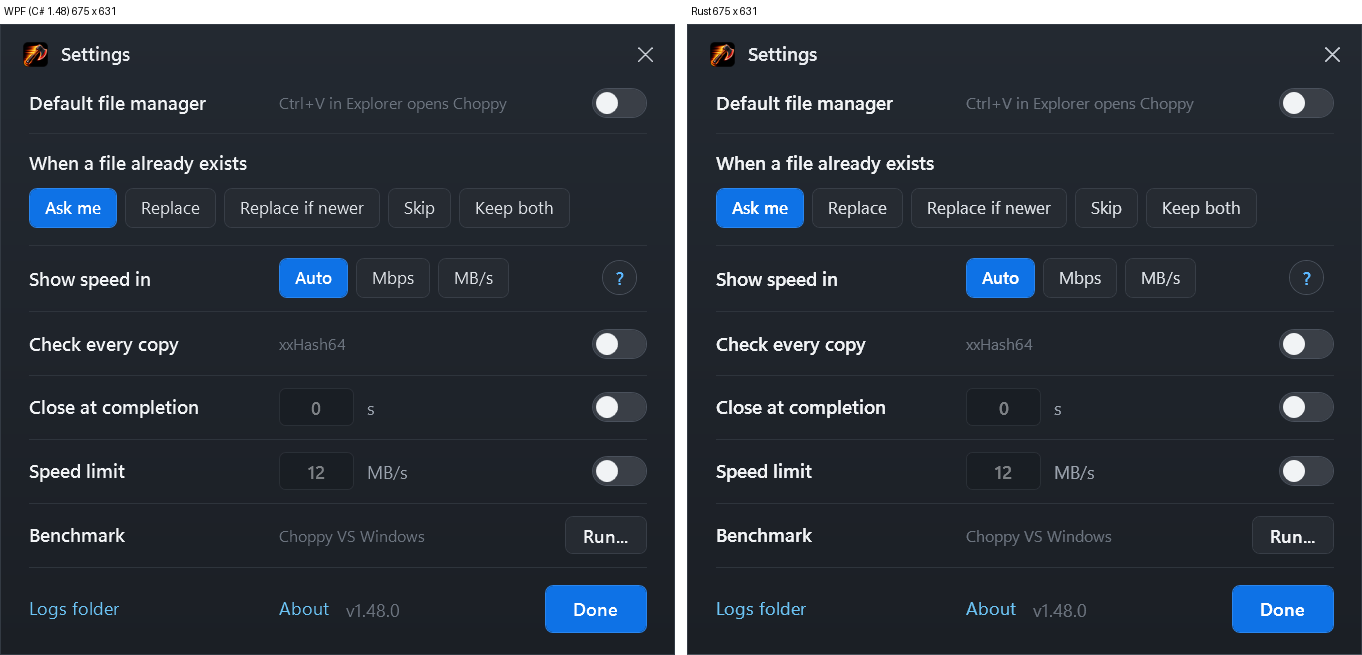 WPF (C# 1.48) 675 x 631
Settings
Default file manager Ctrl+V in Explorer opens Choppy
When a file already exists
Ask me Replace Replace if newer Skip Keep both
Show speed in Auto Mbps MB/s ?
Check every copy xxHash64
Close at completion 0 s
Speed limit 12 MB/s
Benchmark Choppy VS Windows Run...
Logs folder About v1.48.0 Done
Rust 675 x 631
Settings
Default file manager Ctrl+V in Explorer opens Choppy
When a file already exists
Ask me Replace Replace if newer Skip Keep both
Show speed in Auto Mbps MB/s ?
Check every copy xxHash64
Close at completion 0 s
Speed limit 12 MB/s
Benchmark Choppy VS Windows Run...
Logs folder About v1.48.0 Done